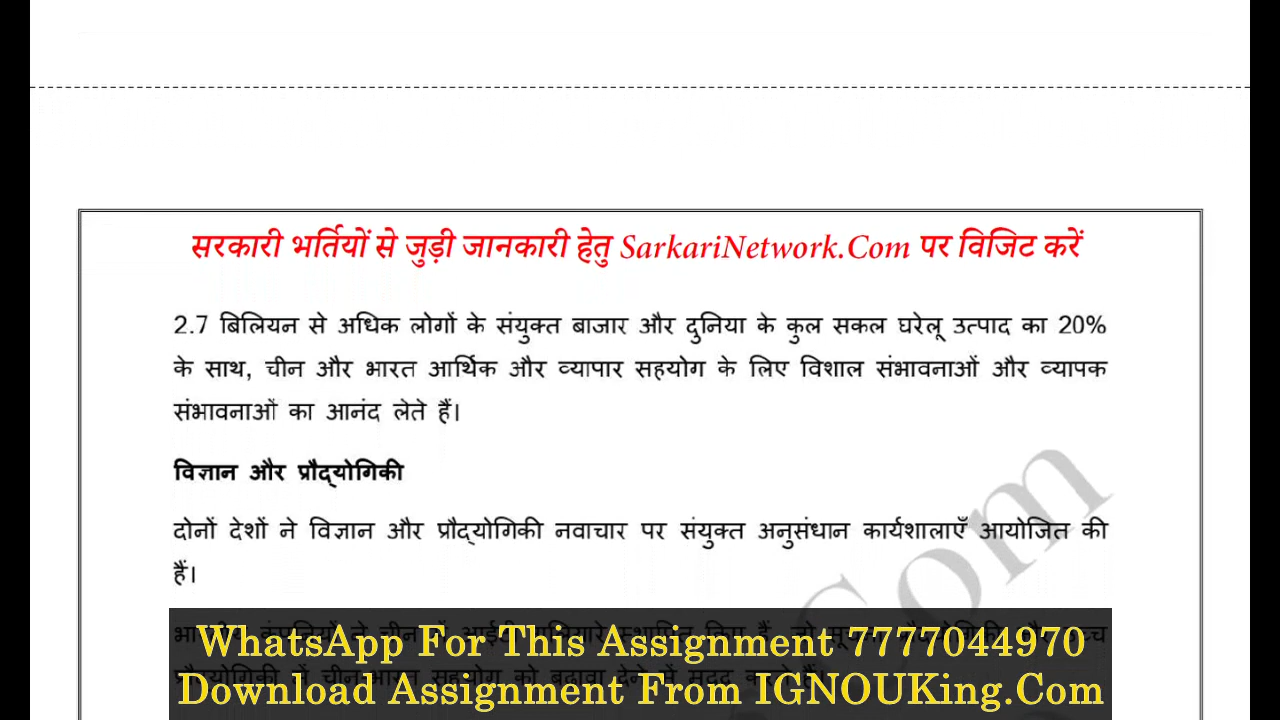 सरकारी भर्तियों से जुड़ी जानकारी हेतु SarkariNetwork.Com पर विजिट करें
2.7 बिलियन से अधिक लोगों के संयुक्त बाजार और दुनिया के कुल सकल घरेलू उत्पाद का 20%
के साथ, चीन और भारत आर्थिक और व्यापार सहयोग के लिए विशाल संभावनाओं और व्यापक
संभावनाओं का आनंद लेते हैं।
विज्ञान और प्रौद्योगिकी
दोनों देशों ने विज्ञान और प्रौद्योगिकी नवाचार पर संयुक्त अनुसंधान कार्यशालाएँ आयोजित की
हैं।
WhatsApp For This Assignment 7777044970
Download Assignment From IGNOUKing.Com
.Com